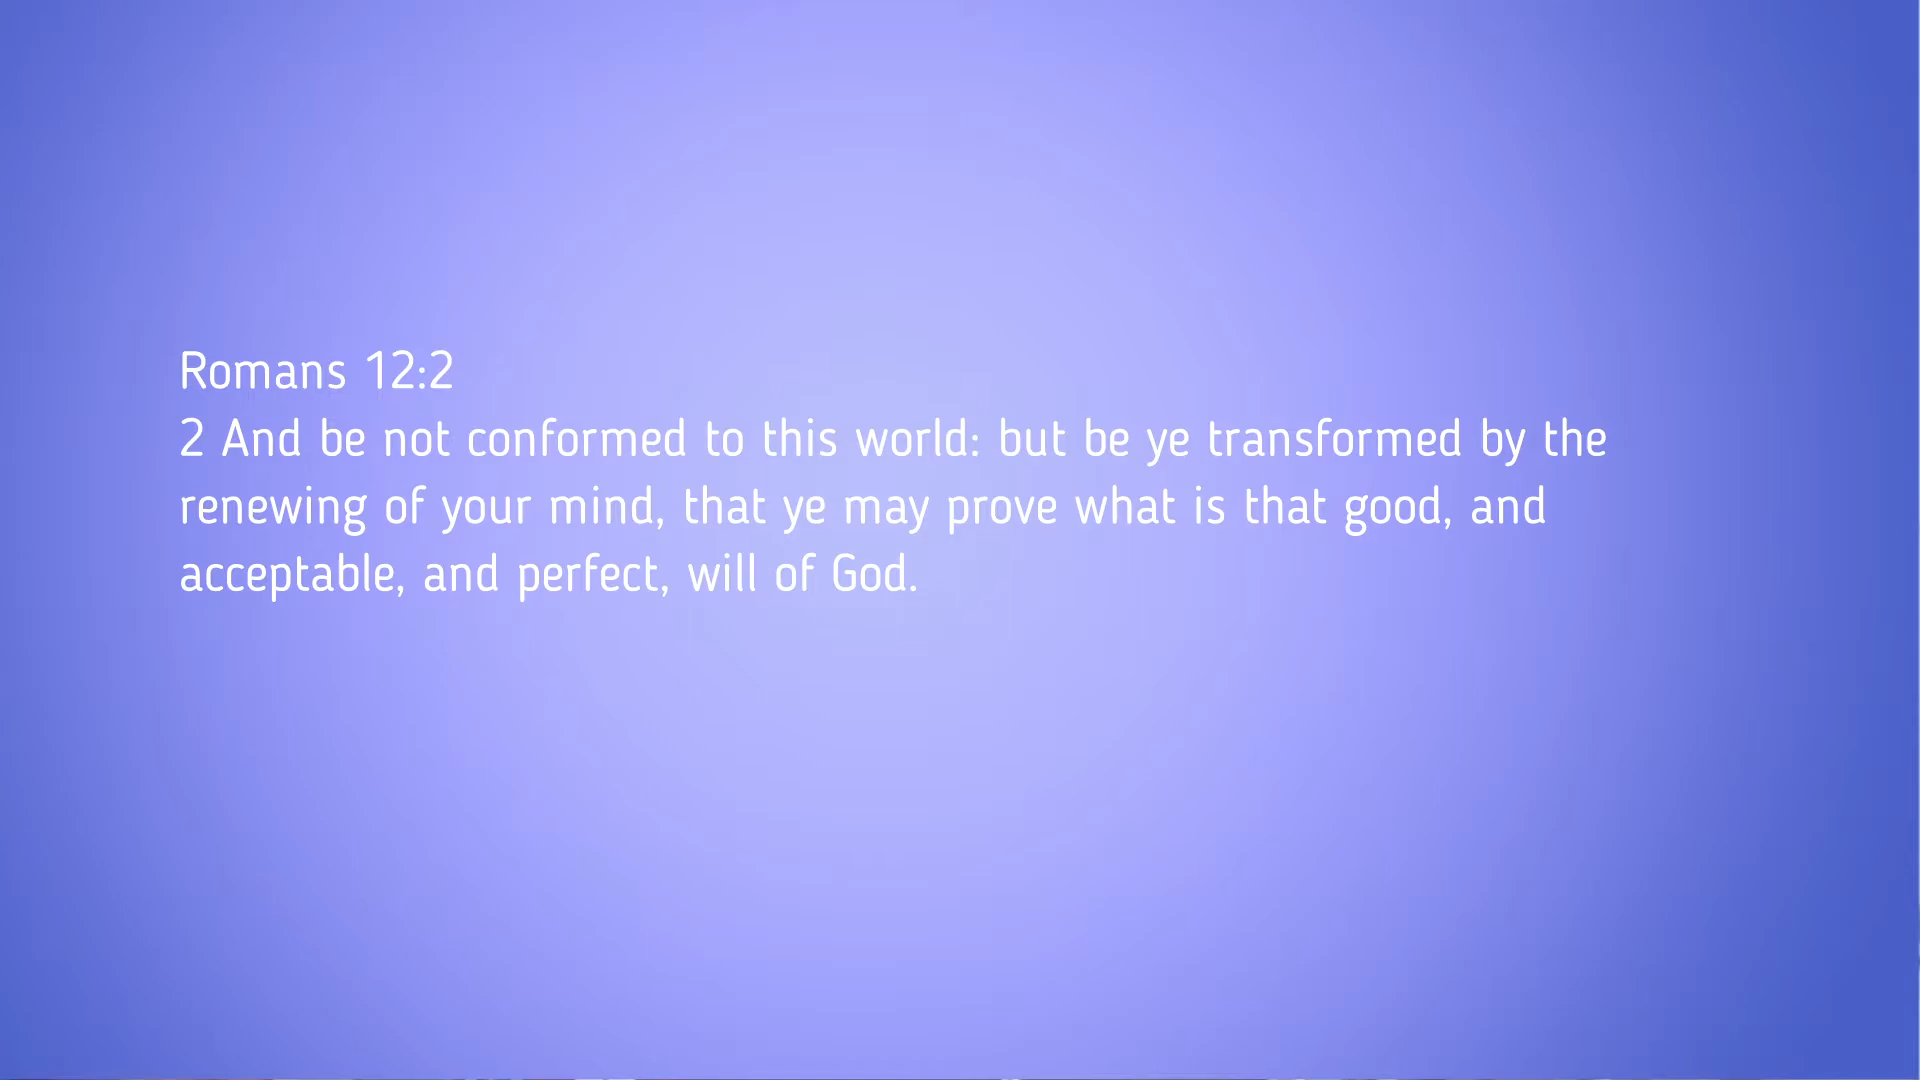 Romans 12:2
2 And be not conformed to this world: but be ye transformed by the
renewing of your mind, that ye may prove what is that good, and
acceptable, and perfect, will of God.